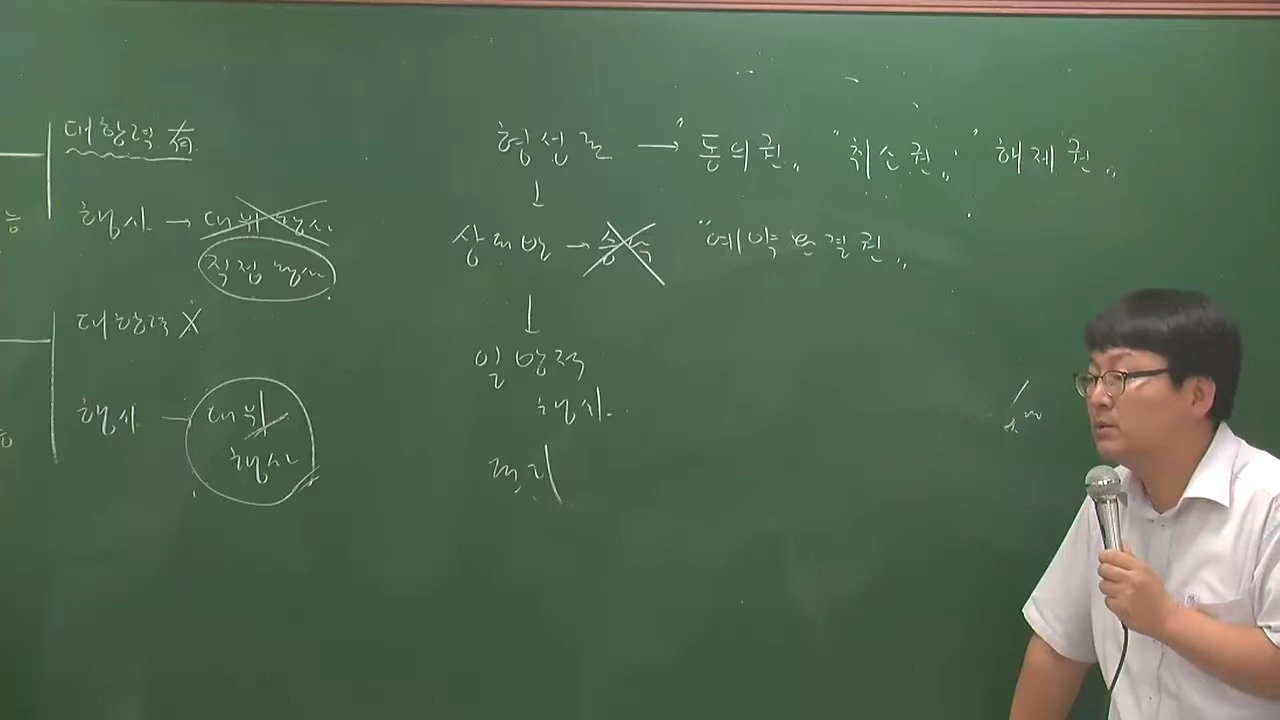 대항력 有
행사 → 대위행사
직접 행사
대항력 X
행사 - 대위
행사
형성권 → "동의권" "취소권" "해제권"
상대방 → 승낙
"예약완결권"
일방적
행사
권리